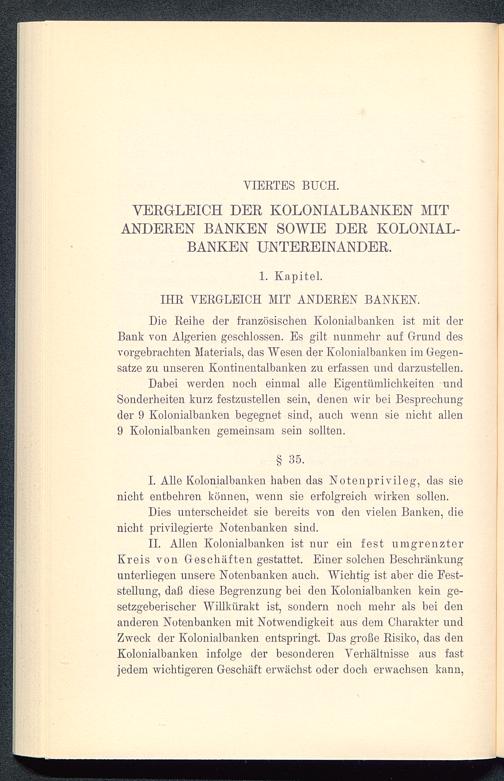 VIERTES BUCH.
VERGLEICH DER KOLONIALBANKEN MIT
ANDEREN BANKEN SOWIE DER KOLONIAL-
BANKEN UNTEREINANDER.
1. Kapitel.
IHR VERGLEICH MIT ANDEREN BANKEN.
Die Reihe der französischen Kolonialbanken ist mit der
Bank von Algerien geschlossen. Es gilt nunmehr auf Grund des
vorgebrachten Materials, das Wesen der Kolonialbanken im Gegen-
satze zu unseren Kontinentalbanken zu erfassen und darzustellen.
Dabei werden noch einmal alle Eigentümlichkeiten und
Sonderheiten kurz festzustellen sein, denen wir bei Besprechung
der 9 Kolonialbanken begegnet sind, auch wenn sie nicht allen
9 Kolonialbanken gemeinsam sein sollten.
§ 35.
I. Alle Kolonialbanken haben das Notenprivileg, das sie
nicht entbehren können, wenn sie erfolgreich wirken sollen.
Dies unterscheidet sie bereits von den vielen Banken, die
nicht privilegierte Notenbanken sind.
II. Allen Kolonialbanken ist nur ein fest umgrenzter
Kreis von Geschäften gestattet. Einer solchen Beschränkung
unterliegen unsere Notenbanken auch. Wichtig ist aber die Fest-
stellung, daß diese Begrenzung bei den Kolonialbanken kein ge-
setzgeberischer Willkürakt ist, sondern noch mehr als bei den
anderen Notenbanken mit Notwendigkeit aus dem Charakter und
Zweck der Kolonialbanken entspringt. Das große Risiko, das den
Kolonialbanken infolge der besonderen Verhältnisse aus fast
jedem wichtigeren Geschäft erwächst oder doch erwachsen kann,